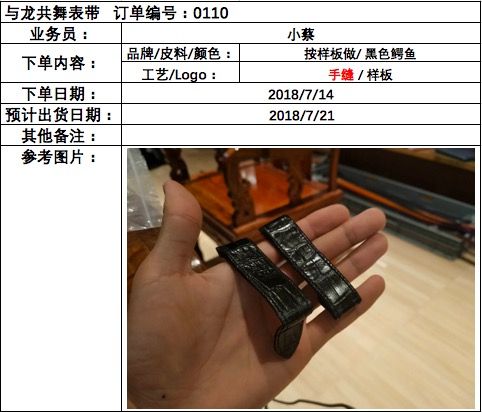 与龙共舞表带 订单编号：0110
业务员： 小蔡
下单内容： 品牌/皮料/颜色： 按样板做/ 黑色鳄鱼
工艺/Logo： 手缝 / 样板
下单日期： 2018/7/14
预计出货日期： 2018/7/21
其他备注：
参考图片：